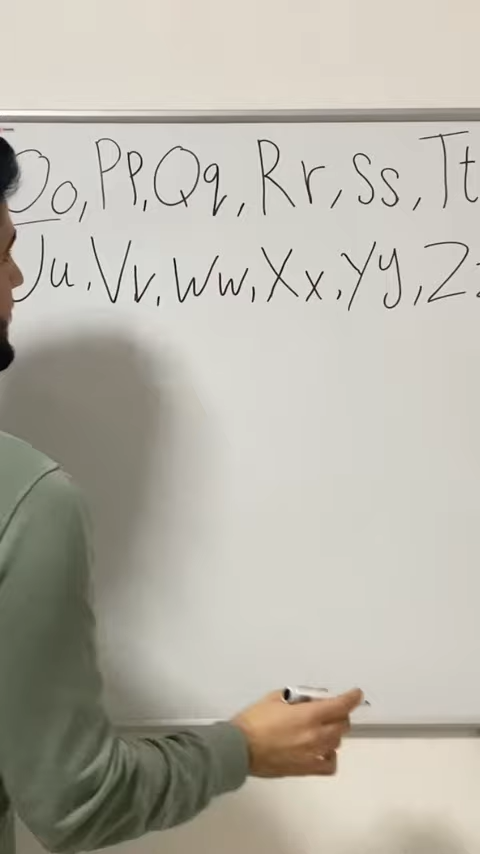 Oo, Pp, Qq, Rr, Ss, Tt
Uu, Vv, Ww, Xx, Yy, Zz